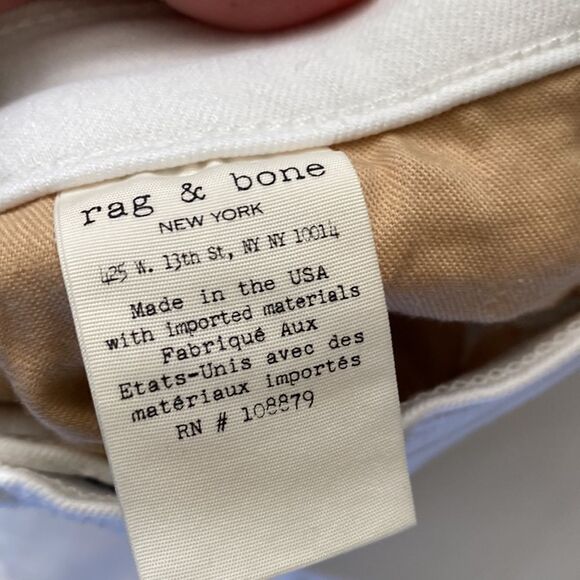 rag & bone
NEW YORK
425 W. 13th St, NY NY 10014
Made in the USA
with imported materials
Fabriqué Aux
Etats-Unis avec des
matériaux importés
RN # 108879